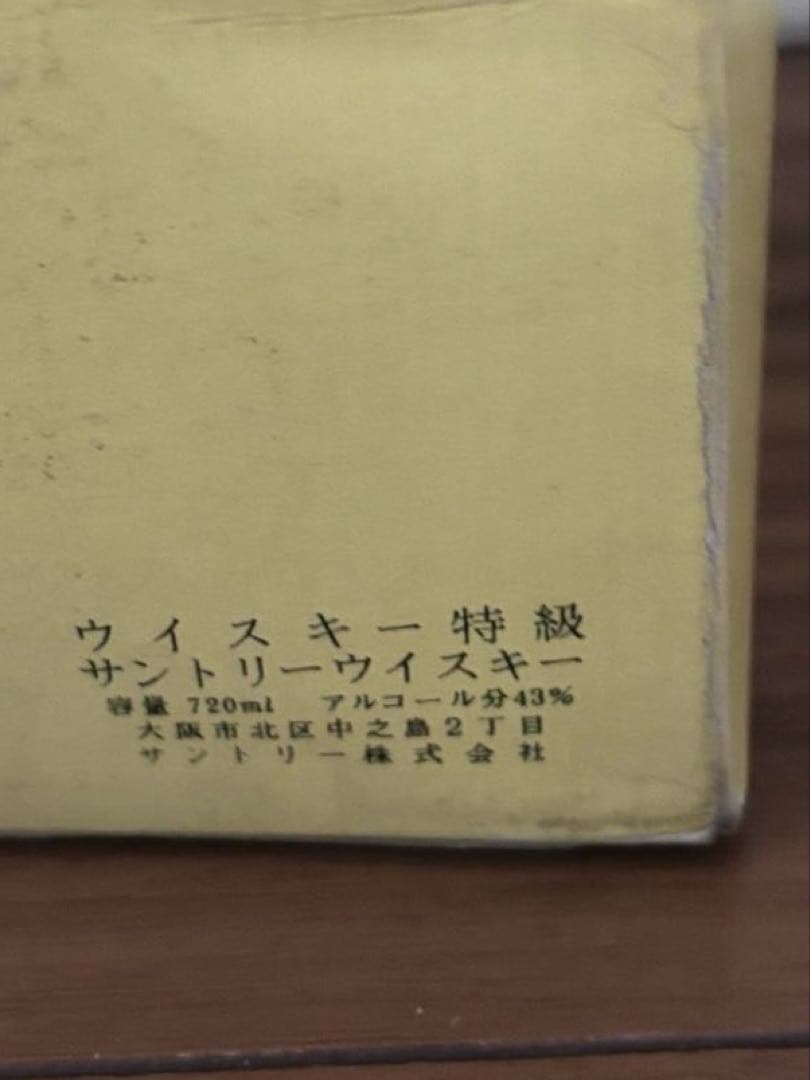 ウイスキー特級
サントリーウイスキー
容量 720ml アルコール分43%
大阪市北区中之島2丁目
サントリー株式会社